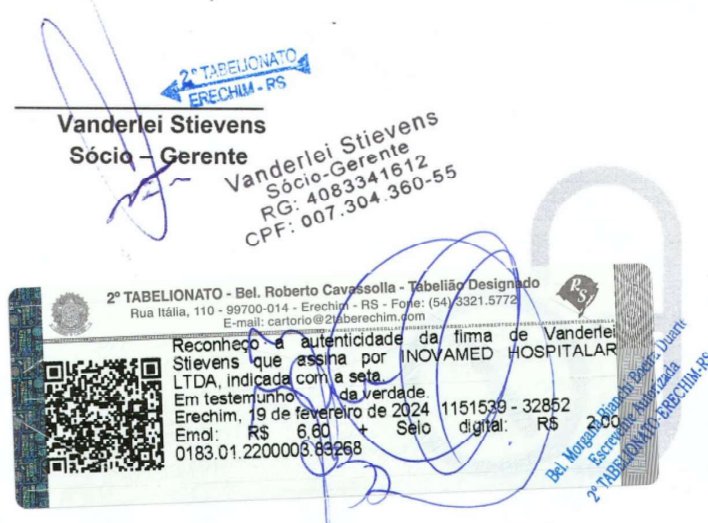 2º TABELIONATO
ERECHIM - RS
Vanderlei Stievens
Sócio – Gerente
Vanderlei Stievens
Sócio-Gerente
RG: 4083341612
CPF: 007.304.360-55
2º TABELIONATO - Bel. Roberto Cavassolla - Tabelião Designado
Rua Itália, 110 - 99700-014 - Erechim - RS - Fone: (54) 3321.5772
E-mail: cartorio@2taberechim.com
RS
Reconheço a autenticidade da firma de Vanderlei
Stievens que assina por INOVAMED HOSPITALAR
LTDA, indicada com a seta.
Em testemunho da verdade.
Erechim, 19 de fevereiro de 2024 1151539 - 32852
Emol: R$ 6,60 + Selo digital: R$ 2,00
0183.01.2200003.83268
Bel. Morgana Bianchi Duarte
Escrevente Autorizada
2º TABELIONATO - ERECHIM-RS